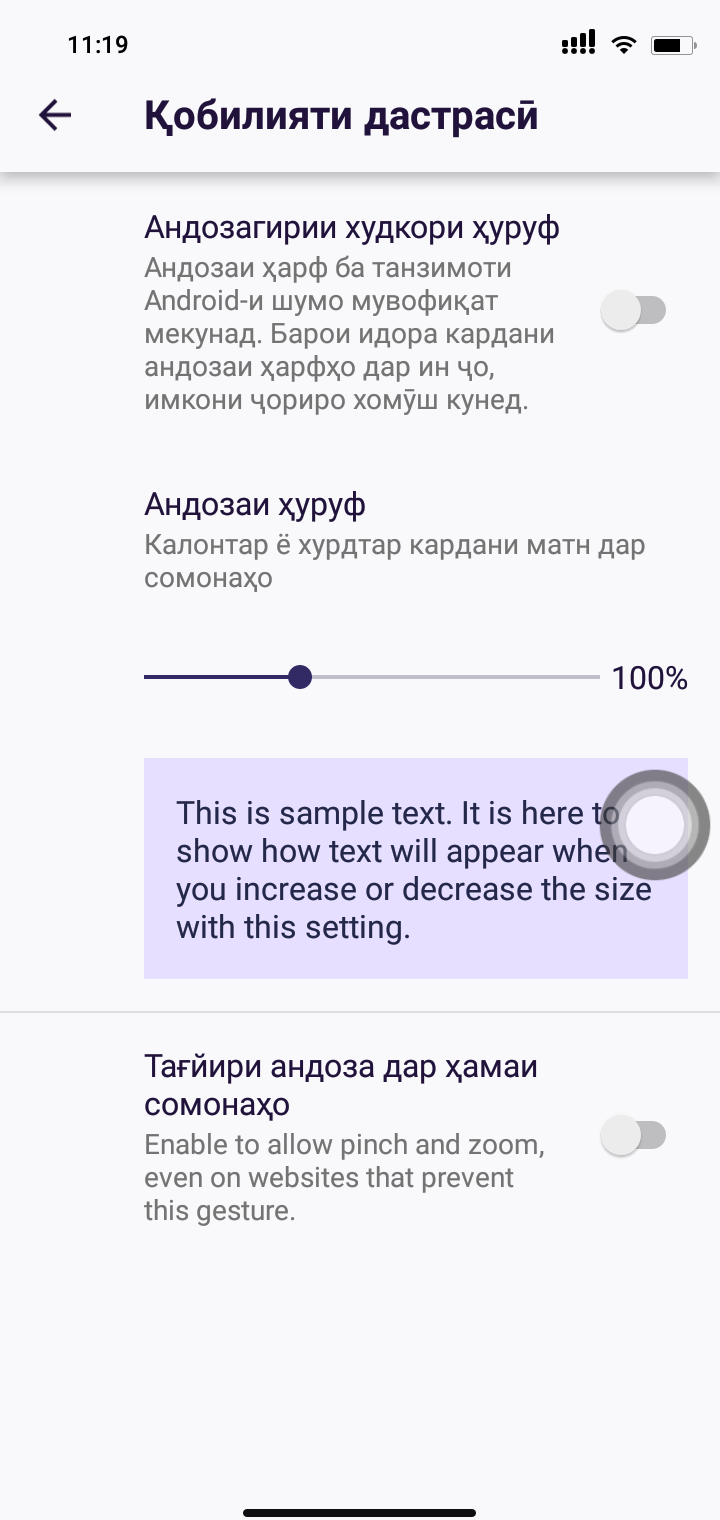 11:19
Қобилияти дастрасӣ
Андозагирии худкори ҳуруф
Андозаи ҳарф ба танзимоти
Android-и шумо мувофиқат
мекунад. Барои идора кардани
андозаи ҳарфҳо дар ин ҷо,
имкони ҷориро хомӯш кунед.
Андозаи ҳуруф
Калонтар ё хурдтар кардани матн дар
сомонаҳо
100%
This is sample text. It is here to
show how text will appear when
you increase or decrease the size
with this setting.
Тағйири андоза дар ҳамаи
сомонаҳо
Enable to allow pinch and zoom,
even on websites that prevent
this gesture.